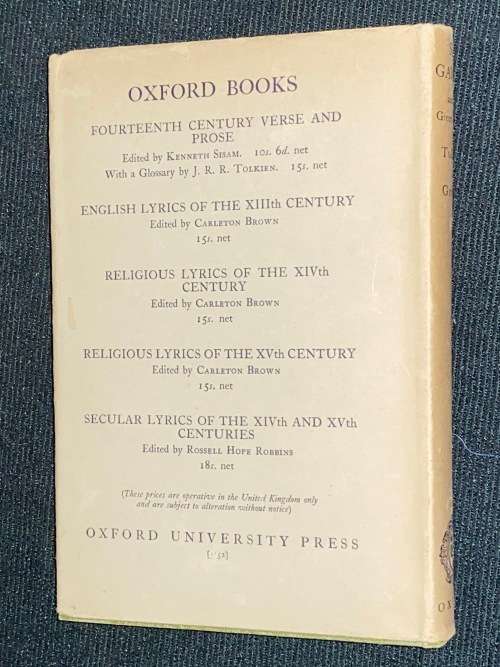 OXFORD BOOKS
FOURTEENTH CENTURY VERSE AND
PROSE
Edited by KENNETH SISAM. 10s. 6d. net
With a Glossary by J. R. R. TOLKIEN. 15s. net
ENGLISH LYRICS OF THE XIIIth CENTURY
Edited by CARLETON BROWN
15s. net
RELIGIOUS LYRICS OF THE XIVth
CENTURY
Edited by CARLETON BROWN
15s. net
RELIGIOUS LYRICS OF THE XVth CENTURY
Edited by CARLETON BROWN
15s. net
SECULAR LYRICS OF THE XIVth AND XVth
CENTURIES
Edited by ROSSELL HOPE ROBBINS
18s. net
(These prices are operative in the United Kingdom only
and are subject to alteration without notice)
OXFORD UNIVERSITY PRESS